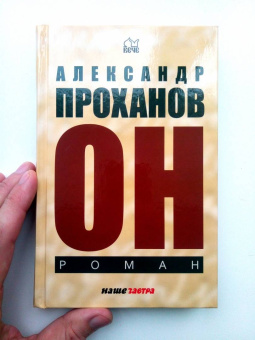 ВЕЧЕ
АЛЕКСАНДР
ПРОХАНОВ
ОН
РОМАН
наше завтра